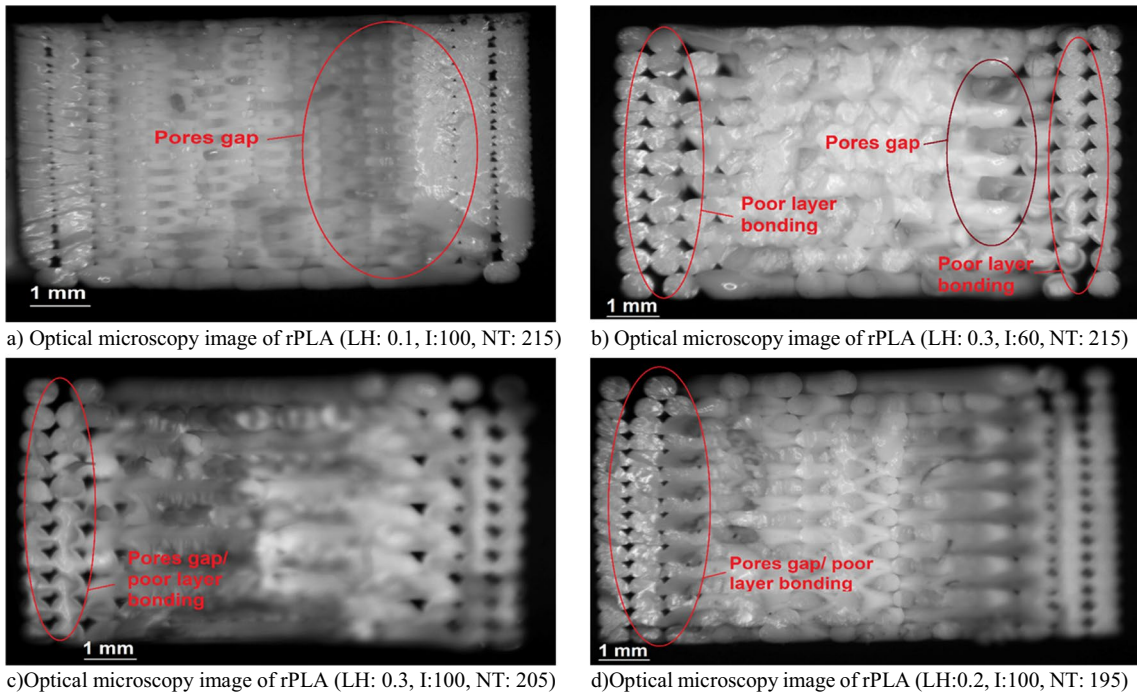 Pores gap
1 mm
a) Optical microscopy image of rPLA (LH: 0.1, I:100, NT: 215)
Pores gap
Poor layer
bonding
Poor layer
bonding
1 mm
b) Optical microscopy image of rPLA (LH: 0.3, I:60, NT: 215)
Pores gap/
poor layer
bonding
1 mm
c)Optical microscopy image of rPLA (LH: 0.3, I:100, NT: 205)
Pores gap/ poor
layer bonding
1 mm
d)Optical microscopy image of rPLA (LH:0.2, I:100, NT: 195)